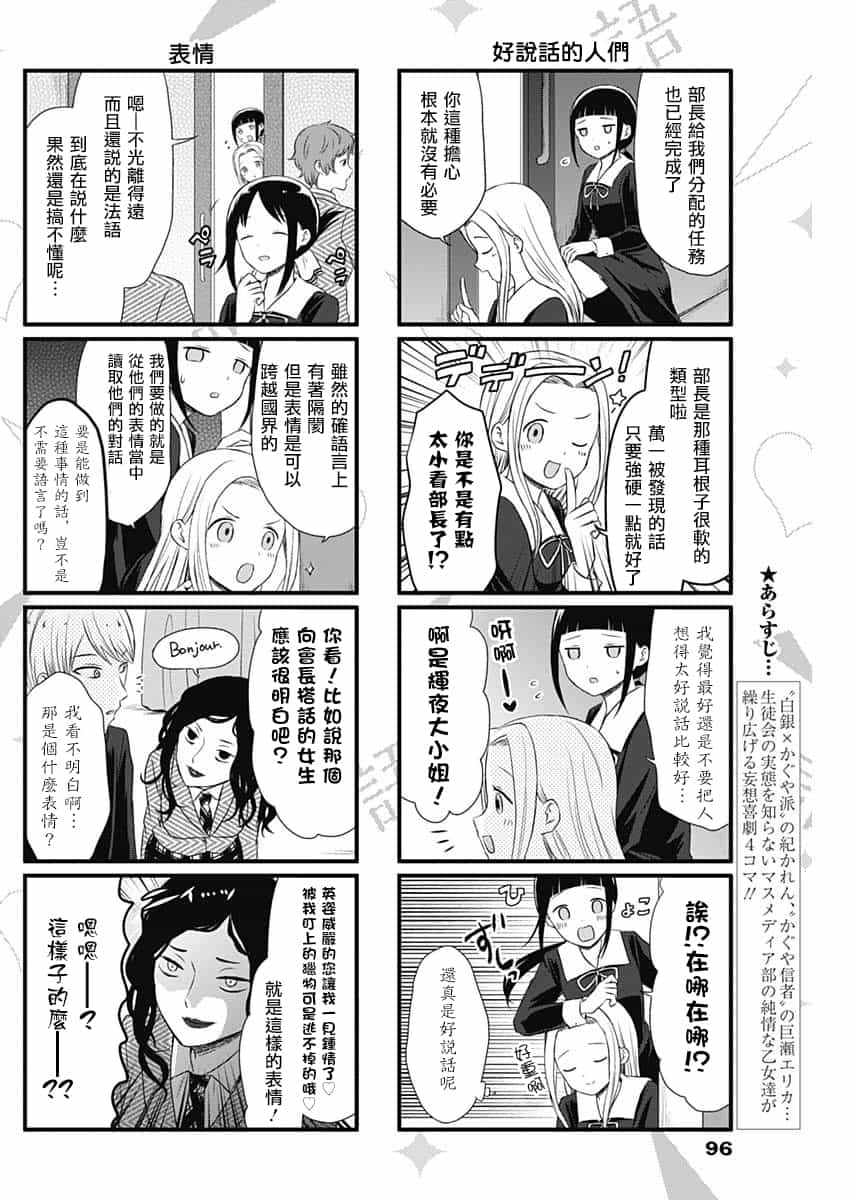 好說話的人們
部長給我們分配的任務
也已經完成了
你這種擔心
根本就沒有必要
部長是那種耳根子很軟的
類型啦
萬一被發現的話
只要強硬一點就好了
你是不是有點
太小看部長了!?
我覺得最好還是不要把人
想得太好說話比較好…
呀啊—
啊是輝夜大小姐!
誒!?在哪在哪!?
ひょこ
ずしっ
好重啊
還真是好說話呢
表情
嗯—不光離得遠
而且還說的是法語
到底在說什麼
果然還是搞不懂呢…
ペラ
ペラ
雖然的確語言上
有著隔閡
但是表情是可以
跨越國界的
我們要做的就是
從他們的表情當中
讀取他們的對話
要是能做到
這種事情的話,豈不是
不需要語言了嗎?
你看!比如說那個
向會長搭話的女生
應該很明白吧?
Bonjour.
我看不明白啊…
那是個什麼表情?
英姿威嚴的您讓我一見鍾情了♡
被我盯上的獵物可是逃不掉的哦♡
就是這樣的表情!
嗯嗯——?
這樣子的麼——??
★あらすじ…
〝白銀×かぐや派〟の紀かれん、〝かぐや信者〟の巨瀬エリカ…
生徒会の実態を知らないマスメディア部の純情な乙女達が
繰り広げる妄想喜劇4コマ!!
96